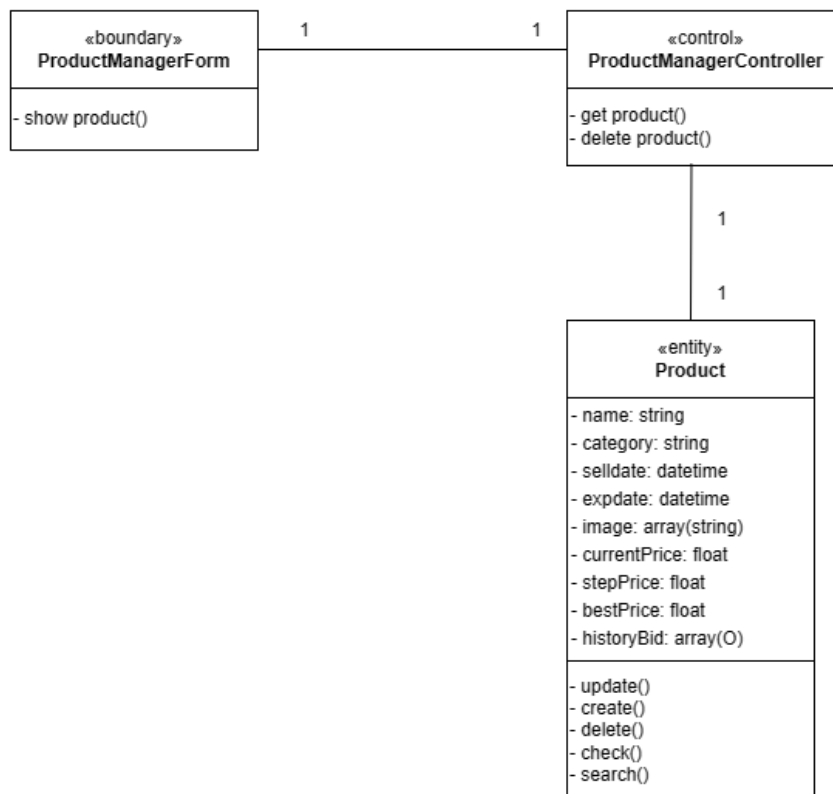 «boundary»
ProductManagerForm
- show product()
1
1
«control»
ProductManagerController
- get product()
- delete product()
1
1
«entity»
Product
- name: string
- category: string
- selldate: datetime
- expdate: datetime
- image: array(string)
- currentPrice: float
- stepPrice: float
- bestPrice: float
- historyBid: array(O)
- update()
- create()
- delete()
- check()
- search()